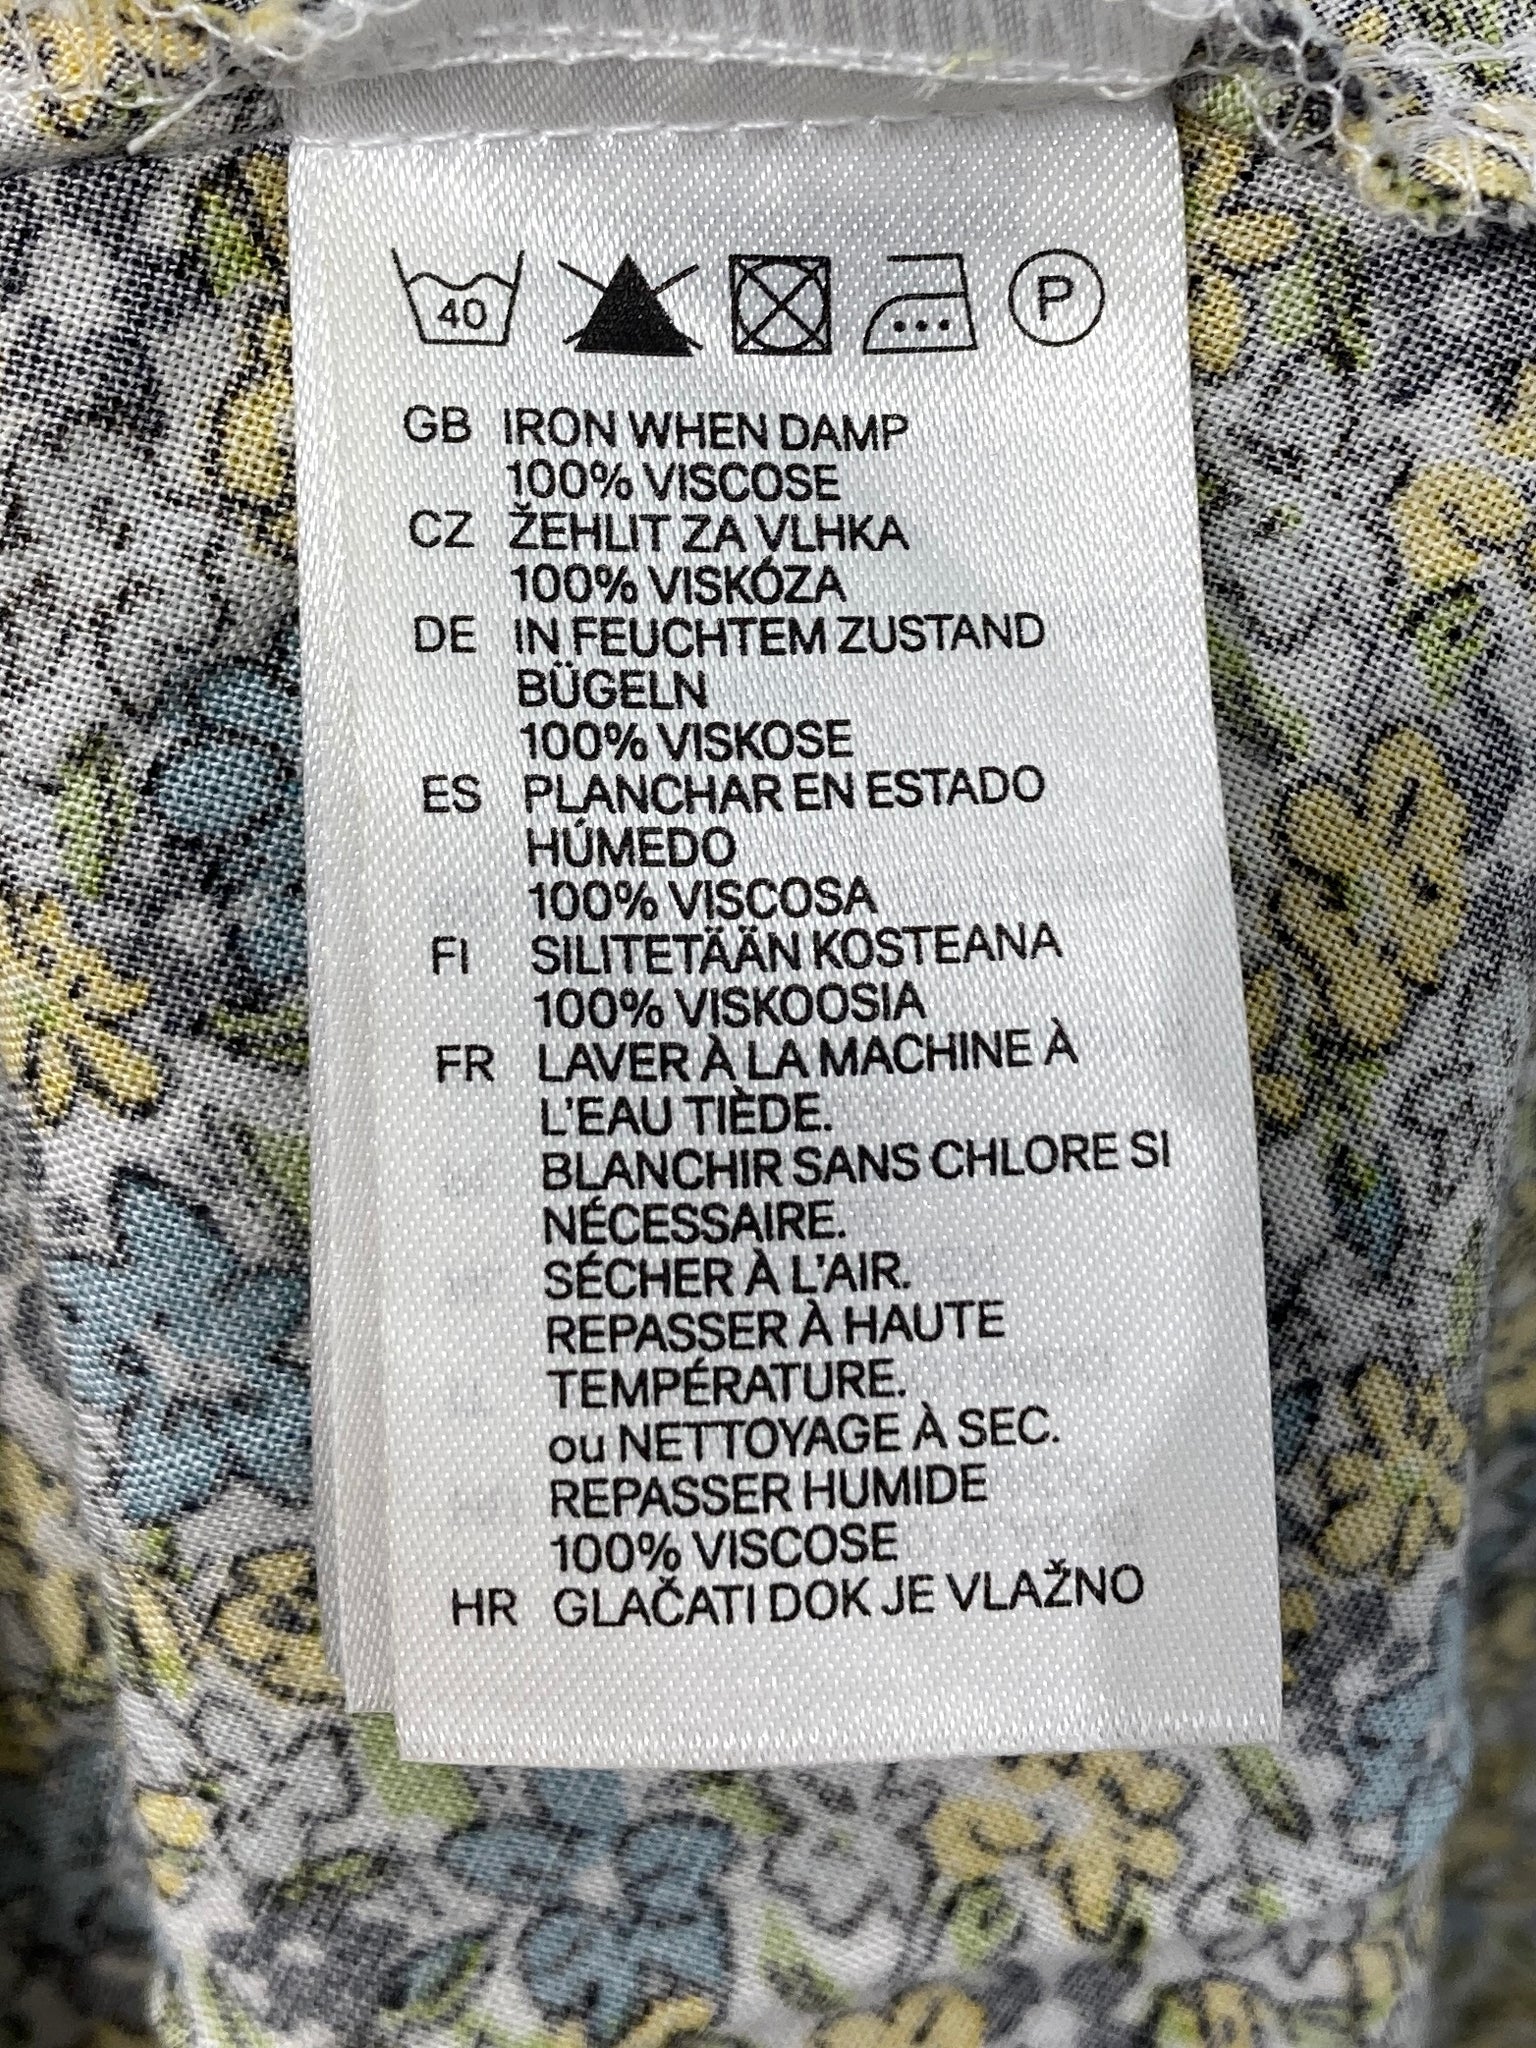 40 P
GB IRON WHEN DAMP
100% VISCOSE
CZ ŽEHLIT ZA VLHKA
100% VISKÓZA
DE IN FEUCHTEM ZUSTAND
BÜGELN
100% VISKOSE
ES PLANCHAR EN ESTADO
HÚMEDO
100% VISCOSA
FI SILITETÄÄN KOSTEANA
100% VISKOOSIA
FR LAVER À LA MACHINE À
L'EAU TIÈDE.
BLANCHIR SANS CHLORE SI
NÉCESSAIRE.
SÉCHER À L'AIR.
REPASSER À HAUTE
TEMPÉRATURE.
ou NETTOYAGE À SEC.
REPASSER HUMIDE
100% VISCOSE
HR GLAČATI DOK JE VLAŽNO